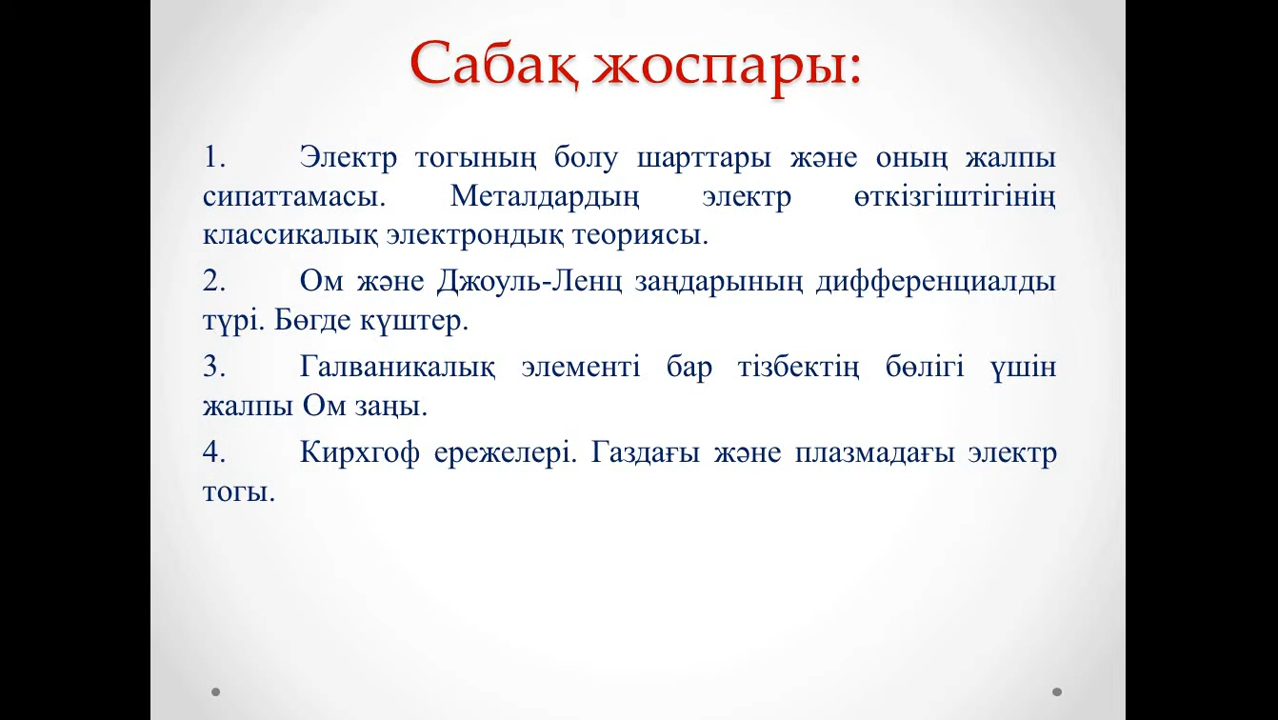 Сабақ жоспары:
1. Электр тогының болу шарттары және оның жалпы
сипаттамасы. Металдардың электр өткізгіштігінің
классикалық электрондық теориясы.
2. Ом және Джоуль-Ленц заңдарының дифференциалды
түрі. Бөгде күштер.
3. Галваникалық элементі бар тізбектің бөлігі үшін
жалпы Ом заңы.
4. Кирхгоф ережелері. Газдағы және плазмадағы электр
тогы.